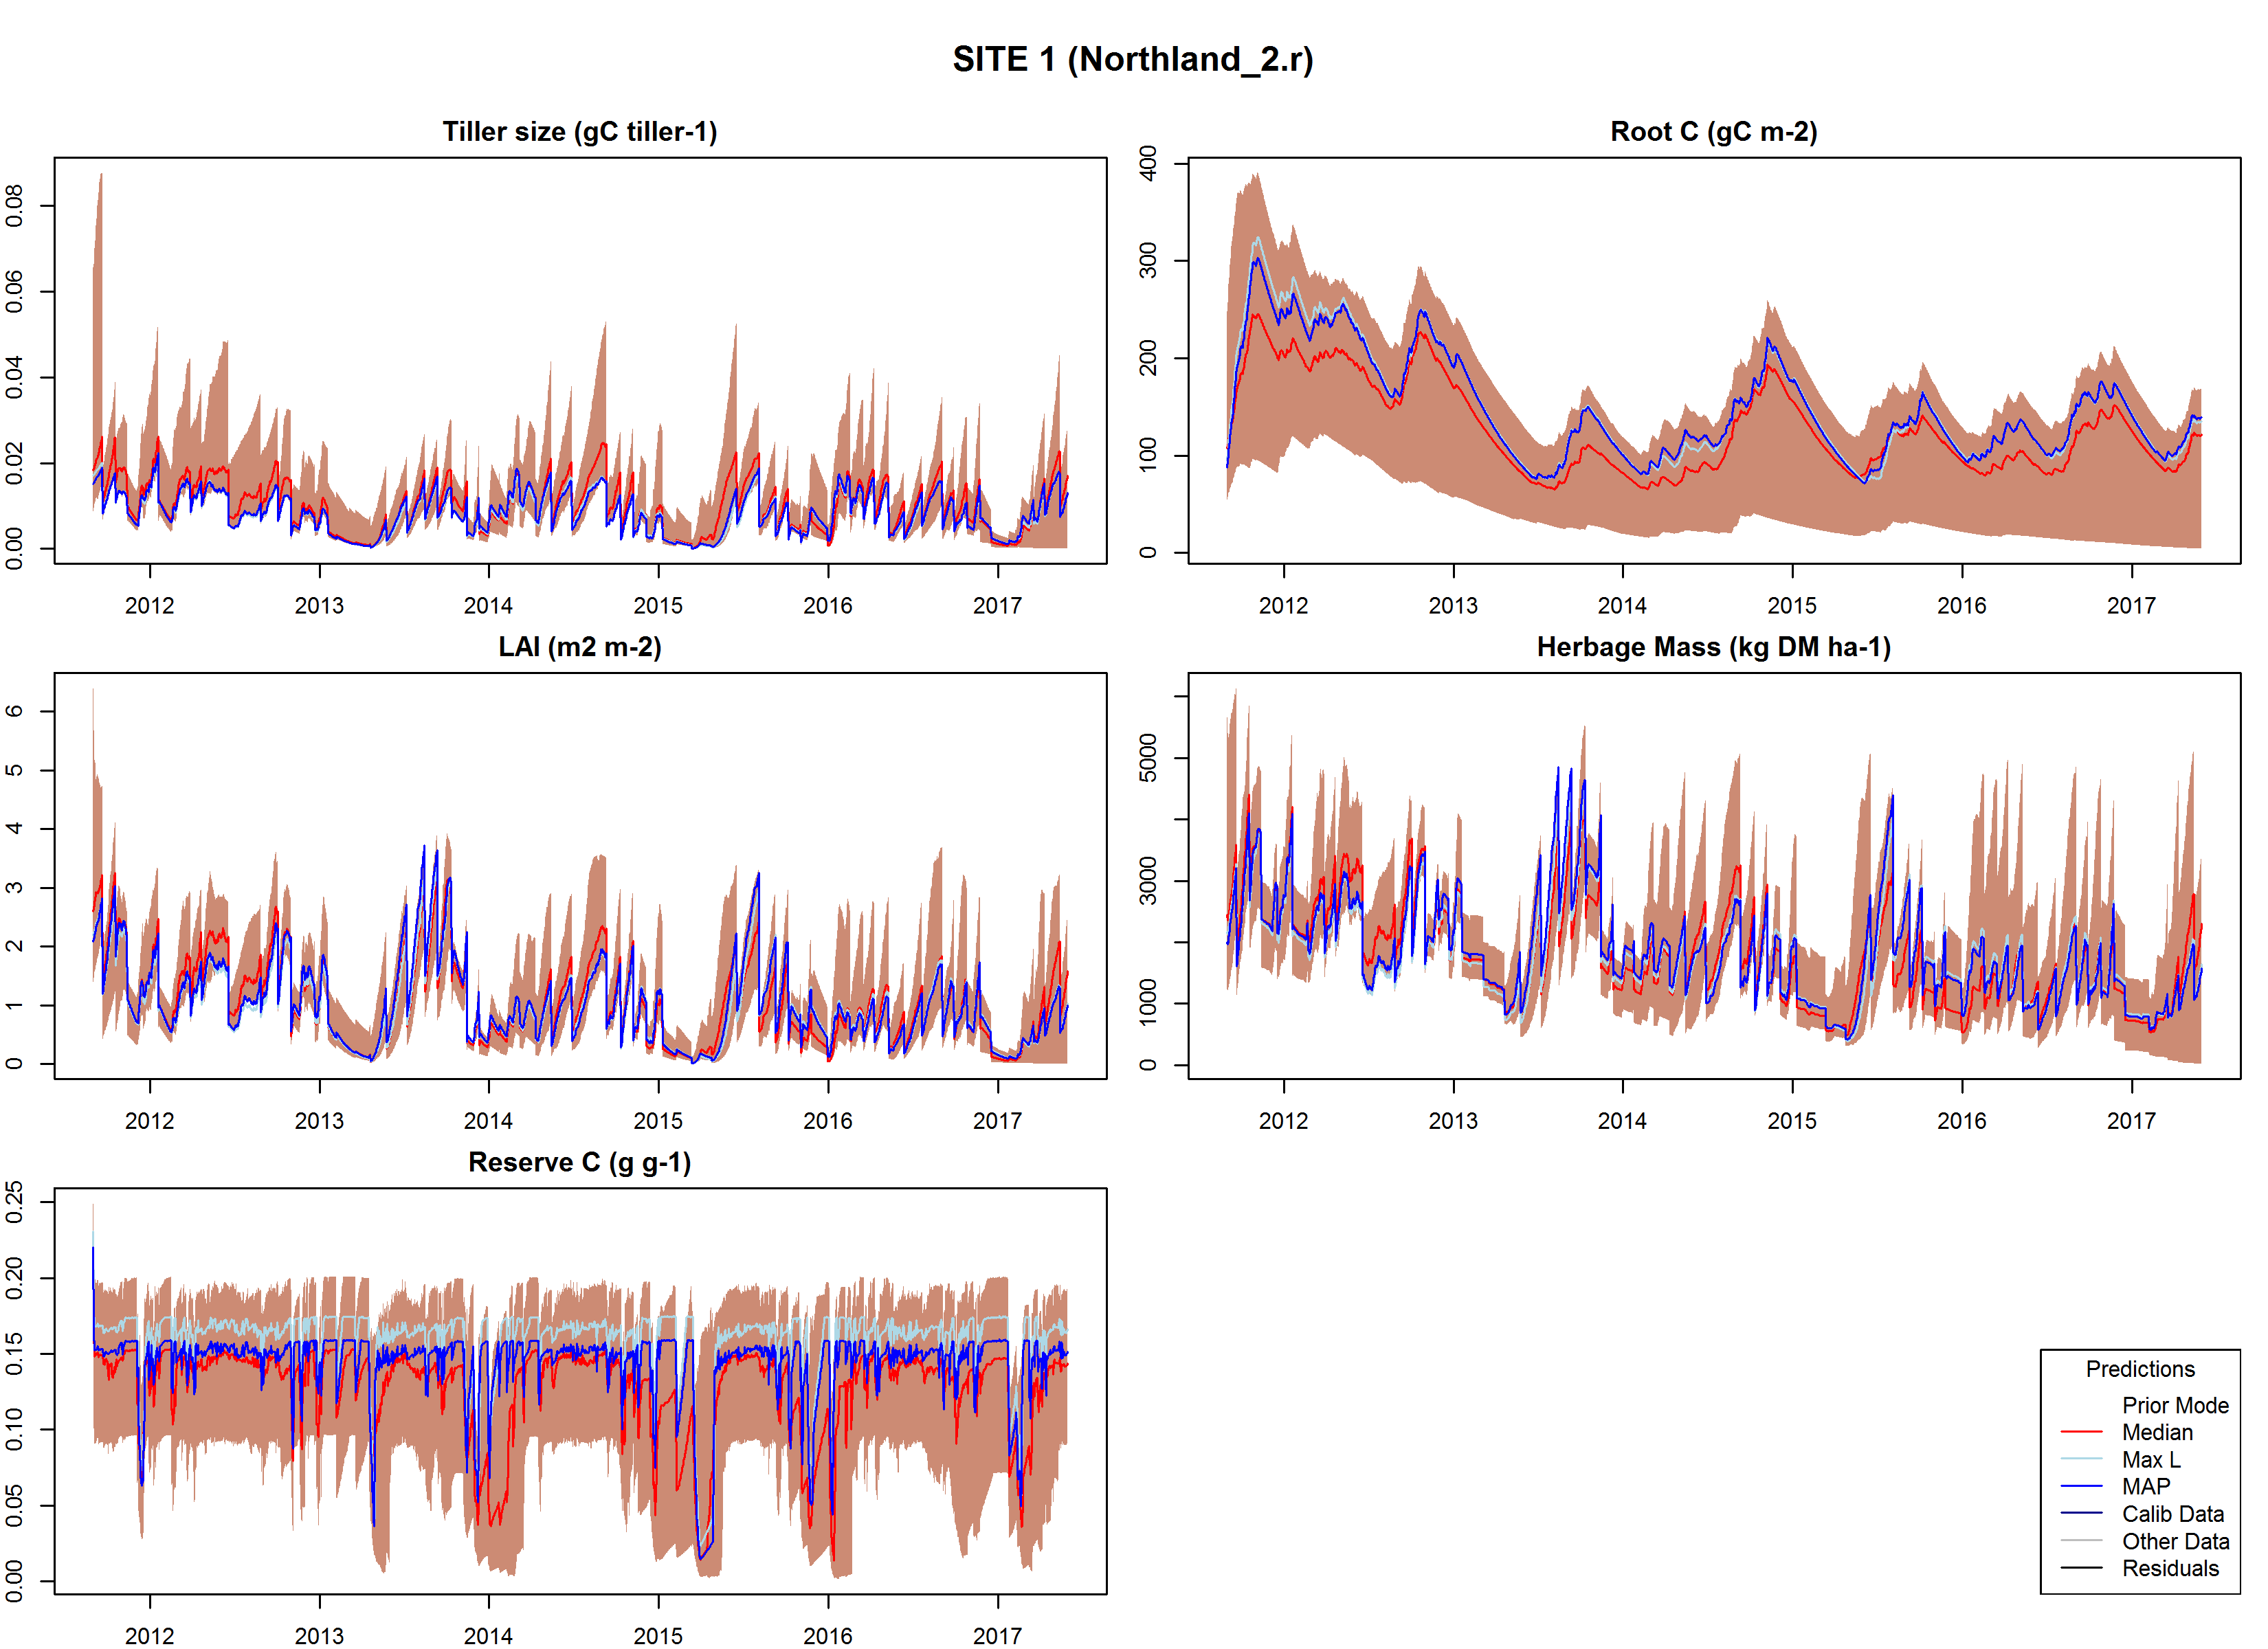 SITE 1 (Northland_2.r)
Tiller size (gC tiller-1)
0.00 0.02 0.04 0.06 0.08
2012 2013 2014 2015 2016 2017
Root C (gC m-2)
0 100 200 300 400
2012 2013 2014 2015 2016 2017
LAI (m2 m-2)
0 1 2 3 4 5 6
2012 2013 2014 2015 2016 2017
Herbage Mass (kg DM ha-1)
0 1000 3000 5000
2012 2013 2014 2015 2016 2017
Reserve C (g g-1)
0.00 0.05 0.10 0.15 0.20 0.25
2012 2013 2014 2015 2016 2017
Predictions
Prior Mode
Median
Max L
MAP
Calib Data
Other Data
Residuals